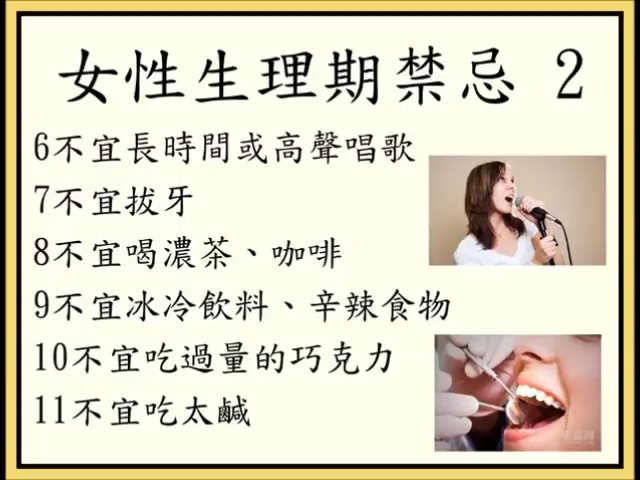 女性生理期禁忌 2
6不宜長時間或高聲唱歌
7不宜拔牙
8不宜喝濃茶、咖啡
9不宜冰冷飲料、辛辣食物
10不宜吃過量的巧克力
11不宜吃太鹹